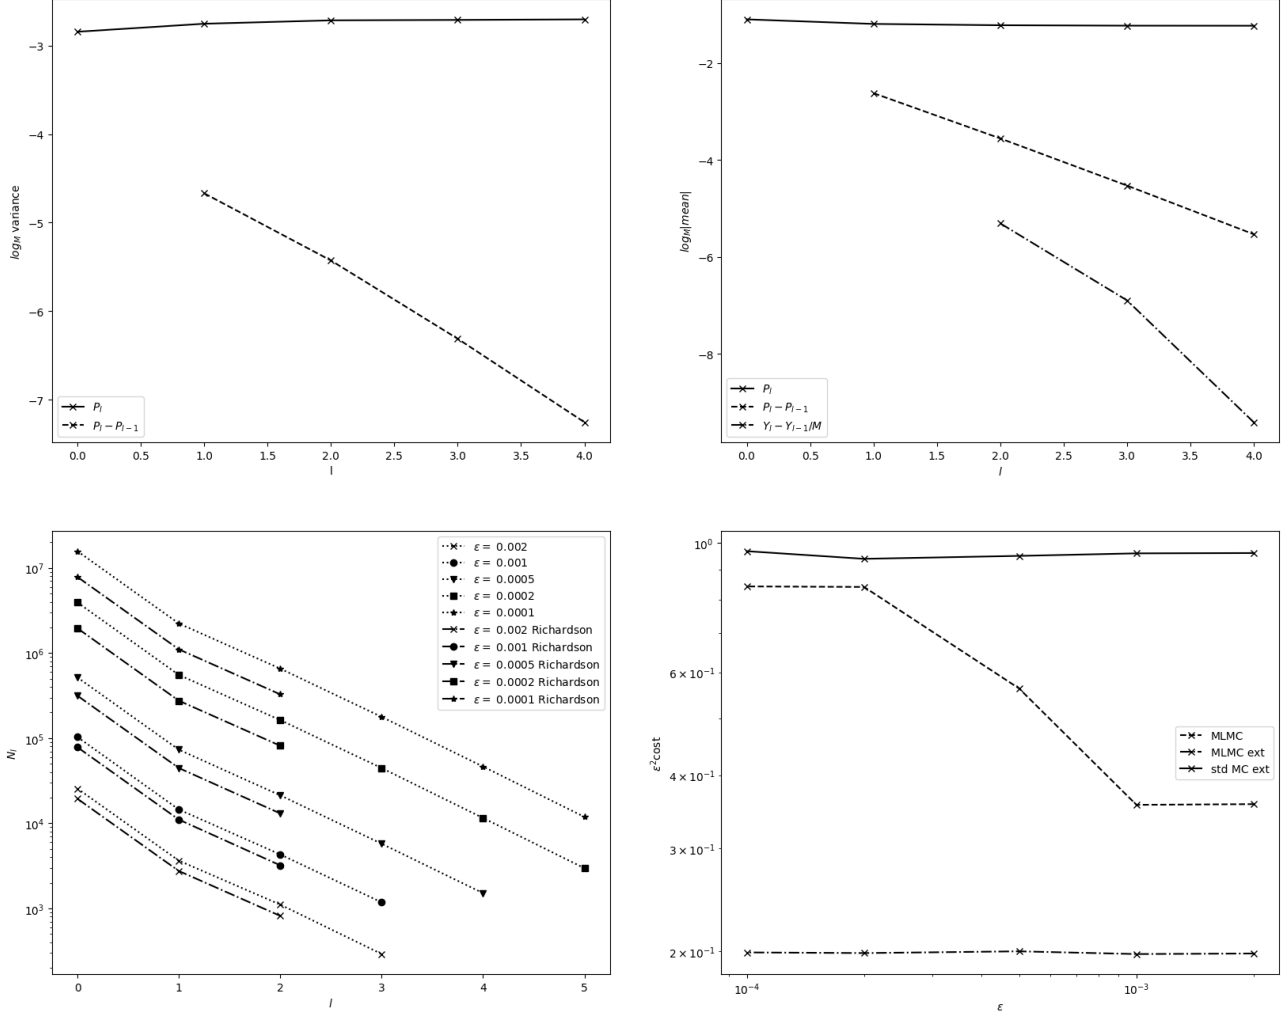 −3
−4
−5
−6
−7
log_M variance
0.0 0.5 1.0 1.5 2.0 2.5 3.0 3.5 4.0
l
P_l
P_l − P_{l−1}
−2
−4
−6
−8
log_M|mean|
0.0 0.5 1.0 1.5 2.0 2.5 3.0 3.5 4.0
l
P_l
P_l − P_{l−1}
Y_l − Y_{l−1}/M
10^7
10^6
10^5
10^4
10^3
N_l
0 1 2 3 4 5
l
ε = 0.002
ε = 0.001
ε = 0.0005
ε = 0.0002
ε = 0.0001
ε = 0.002 Richardson
ε = 0.001 Richardson
ε = 0.0005 Richardson
ε = 0.0002 Richardson
ε = 0.0001 Richardson
10^0
6 × 10^−1
4 × 10^−1
3 × 10^−1
2 × 10^−1
ε^2cost
10^−4 10^−3
ε
MLMC
MLMC ext
std MC ext